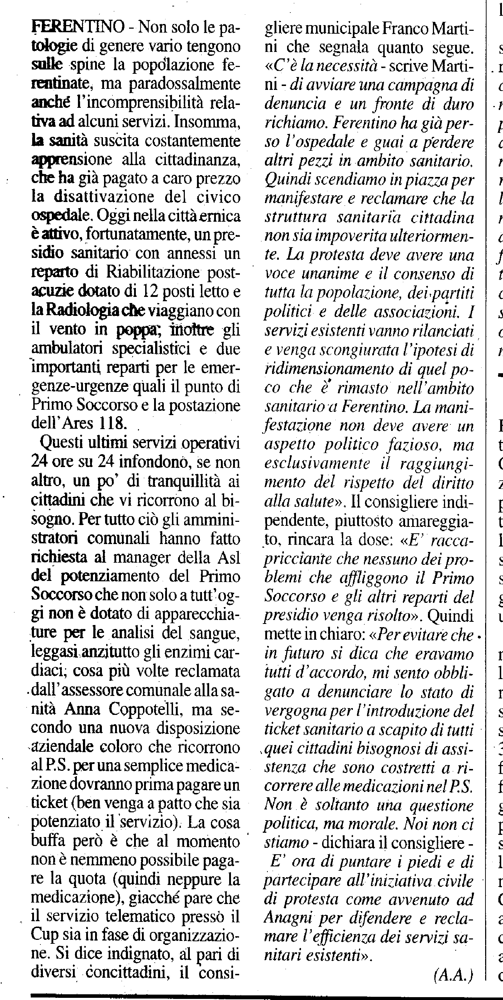 FERENTINO - Non solo le pa-
tologie di genere vario tengono
sulle spine la popolazione fe-
rentinate, ma paradossalmente
anche l'incomprensibilità rela-
tiva ad alcuni servizi. Insomma,
la sanità suscita costantemente
apprensione alla cittadinanza,
che ha già pagato a caro prezzo
la disattivazione del civico
ospedale. Oggi nella città ernica
è attivo, fortunatamente, un pre-
sidio sanitario con annessi un
reparto di Riabilitazione post-
acuzie dotato di 12 posti letto e
la Radiologia che viaggiano con
il vento in poppa; inoltre gli
ambulatori specialistici e due
importanti reparti per le emer-
genze-urgenze quali il punto di
Primo Soccorso e la postazione
dell'Ares 118.
Questi ultimi servizi operativi
24 ore su 24 infondono, se non
altro, un po' di tranquillità ai
cittadini che vi ricorrono al bi-
sogno. Per tutto ciò gli ammini-
stratori comunali hanno fatto
richiesta al manager della Asl
del potenziamento del Primo
Soccorso che non solo a tutt'og-
gi non è dotato di apparecchia-
ture per le analisi del sangue,
leggasi anzitutto gli enzimi car-
diaci; cosa più volte reclamata
dall'assessore comunale alla sa-
nità Anna Coppotelli, ma se-
condo una nuova disposizione
aziendale coloro che ricorrono
al P.S. per una semplice medica-
zione dovranno prima pagare un
ticket (ben venga a patto che sia
potenziato il servizio). La cosa
buffa però è che al momento
non è nemmeno possibile paga-
re la quota (quindi neppure la
medicazione), giacché pare che
il servizio telematico presso il
Cup sia in fase di organizzazio-
ne. Si dice indignato, al pari di
diversi concittadini, il consi-
gliere municipale Franco Marti-
ni che segnala quanto segue.
«C'è la necessità - scrive Marti-
ni - di avviare una campagna di
denuncia e un fronte di duro
richiamo. Ferentino ha già per-
so l'ospedale e guai a perdere
altri pezzi in ambito sanitario.
Quindi scendiamo in piazza per
manifestare e reclamare che la
struttura sanitaria cittadina
non sia impoverita ulteriormen-
te. La protesta deve avere una
voce unanime e il consenso di
tutta la popolazione, dei partiti
politici e delle associazioni. I
servizi esistenti vanno rilanciati
e venga scongiurata l'ipotesi di
ridimensionamento di quel po-
co che è rimasto nell'ambito
sanitario a Ferentino. La mani-
festazione non deve avere un
aspetto politico fazioso, ma
esclusivamente il raggiungi-
mento del rispetto del diritto
alla salute». Il consigliere indi-
pendente, piuttosto amareggia-
to, rincara la dose: «E' racca-
pricciante che nessuno dei pro-
blemi che affliggono il Primo
Soccorso e gli altri reparti del
presidio venga risolto». Quindi
mette in chiaro: «Per evitare che
in futuro si dica che eravamo
tutti d'accordo, mi sento obbli-
gato a denunciare lo stato di
vergogna per l'introduzione del
ticket sanitario a scapito di tutti
quei cittadini bisognosi di assi-
stenza che sono costretti a ri-
correre alle medicazioni nel P.S.
Non è soltanto una questione
politica, ma morale. Noi non ci
stiamo - dichiara il consigliere -
E' ora di puntare i piedi e di
partecipare all'iniziativa civile
di protesta come avvenuto ad
Anagni per difendere e recla-
mare l'efficienza dei servizi sa-
nitari esistenti».
(A.A.)